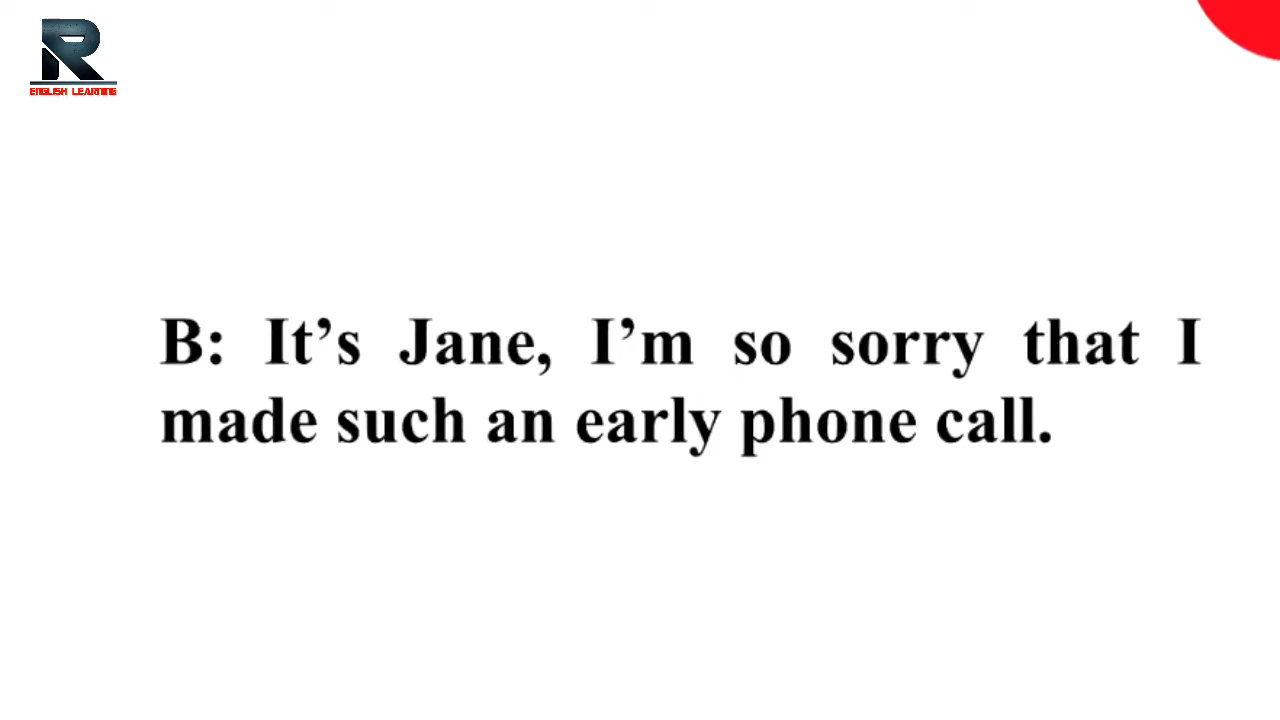 R
ENGLISH LEARNING
B: It’s Jane, I’m so sorry that I
made such an early phone call.